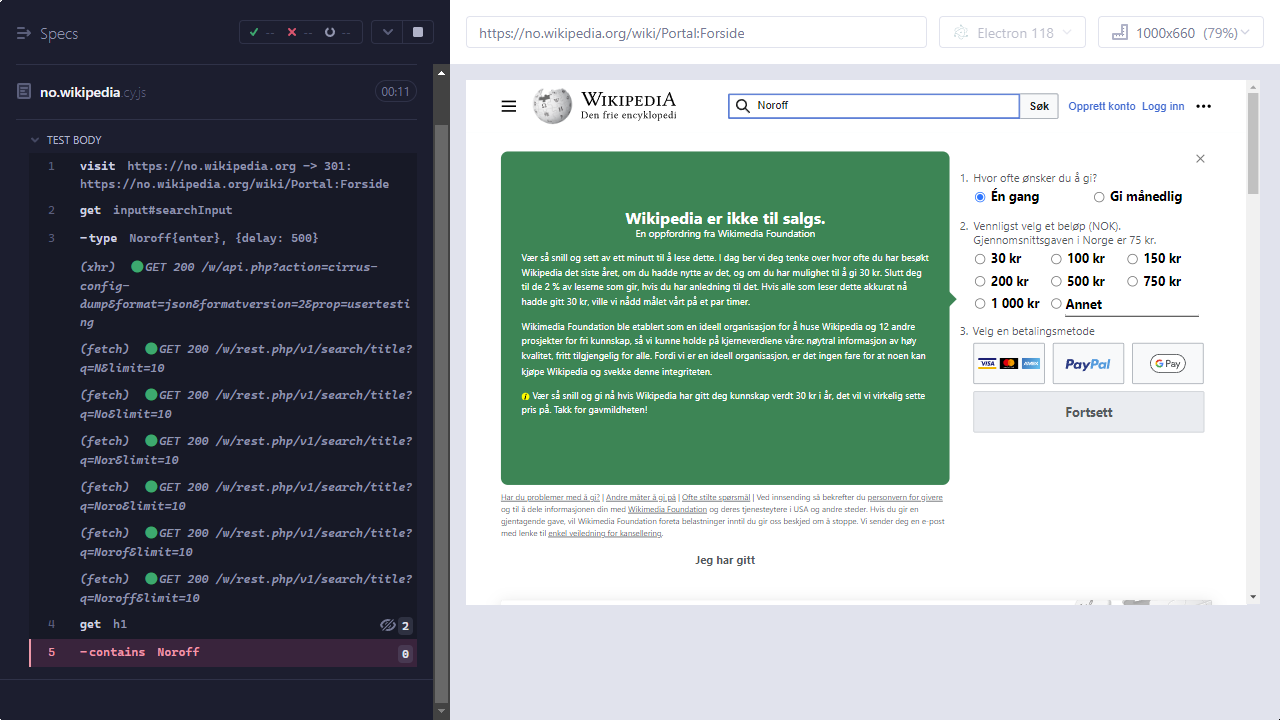 Specs
-- -- --
no.wikipedia.cy.js
00:11
TEST BODY
1 visit https://no.wikipedia.org -> 301:
https://no.wikipedia.org/wiki/Portal:Forside
2 get input#searchInput
3 -type Noroff{enter}, {delay: 500}
(xhr) GET 200 /w/api.php?action=cirrus-
config-
dump&format=json&formatversion=2&prop=usertesti
ng
(fetch) GET 200 /w/rest.php/v1/search/title?
q=N&limit=10
(fetch) GET 200 /w/rest.php/v1/search/title?
q=No&limit=10
(fetch) GET 200 /w/rest.php/v1/search/title?
q=Nor&limit=10
(fetch) GET 200 /w/rest.php/v1/search/title?
q=Noro&limit=10
(fetch) GET 200 /w/rest.php/v1/search/title?
q=Norof&limit=10
(fetch) GET 200 /w/rest.php/v1/search/title?
q=Noroff&limit=10
4 get h1 2
5 -contains Noroff 0
https://no.wikipedia.org/wiki/Portal:Forside
Electron 118
1000x660 (79%)
WIKIPEDIA
Den frie encyklopedi
Noroff
Søk
Opprett konto Logg inn
Wikipedia er ikke til salgs.
En oppfordring fra Wikimedia Foundation
Vær så snill og sett av ett minutt til å lese dette. I dag ber vi deg tenke over hvor ofte du har besøkt
Wikipedia det siste året, om du hadde nytte av det, og om du har mulighet til å gi 30 kr. Slutt deg
til de 2 % av leserne som gir, hvis du har anledning til det. Hvis alle som leser dette akkurat nå
hadde gitt 30 kr, ville vi nådd målet vårt på et par timer.
Wikimedia Foundation ble etablert som en ideell organisasjon for å huse Wikipedia og 12 andre
prosjekter for fri kunnskap, så vi kunne holde på kjerneverdiene våre: nøytral informasjon av høy
kvalitet, fritt tilgjengelig for alle. Fordi vi er en ideell organisasjon, er det ingen fare for at noen kan
kjøpe Wikipedia og svekke denne integriteten.
Vær så snill og gi nå hvis Wikipedia har gitt deg kunnskap verdt 30 kr i år, det vil vi virkelig sette
pris på. Takk for gavmildheten!
1. Hvor ofte ønsker du å gi?
Én gang
Gi månedlig
2. Vennligst velg et beløp (NOK).
Gjennomsnittsgaven i Norge er 75 kr.
30 kr 100 kr 150 kr
200 kr 500 kr 750 kr
1 000 kr Annet
3. Velg en betalingsmetode
VISA AMEX PayPal G Pay
Fortsett
Har du problemer med å gi? | Andre måter å gi på | Ofte stilte spørsmål | Ved innsending så bekrefter du personvern for givere
og til å dele informasjonen din med Wikimedia Foundation og deres tjenesteytere i USA og andre steder. Hvis du gir en
gjentagende gave, vil Wikimedia Foundation foreta belastninger inntil du gir oss beskjed om å stoppe. Vi sender deg en e-post
med lenke til enkel veiledning for kansellering.
Jeg har gitt